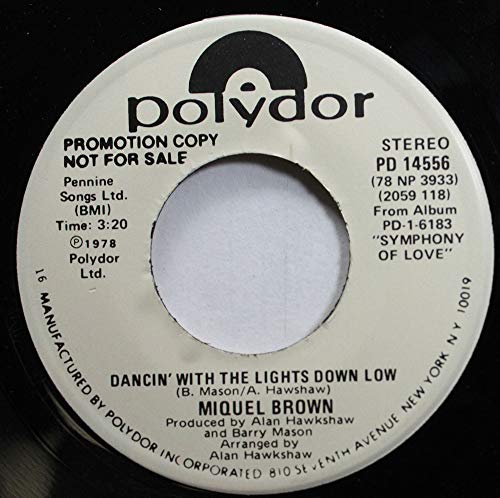 polydor
PROMOTION COPY
NOT FOR SALE
Pennine
Songs Ltd.
(BMI)
Time: 3:20
℗1978
Polydor
Ltd.
STEREO
PD 14556
(78 NP 3933)
(2059 118)
From Album
PD-1-6183
"SYMPHONY
OF LOVE"
DANCIN' WITH THE LIGHTS DOWN LOW
(B. Mason/A. Hawshaw)
MIQUEL BROWN
Produced by Alan Hawkshaw
and Barry Mason
Arranged by
Alan Hawkshaw
16 MANUFACTURED BY POLYDOR INCORPORATED 810 SEVENTH AVENUE, NEW YORK, N.Y. 10019